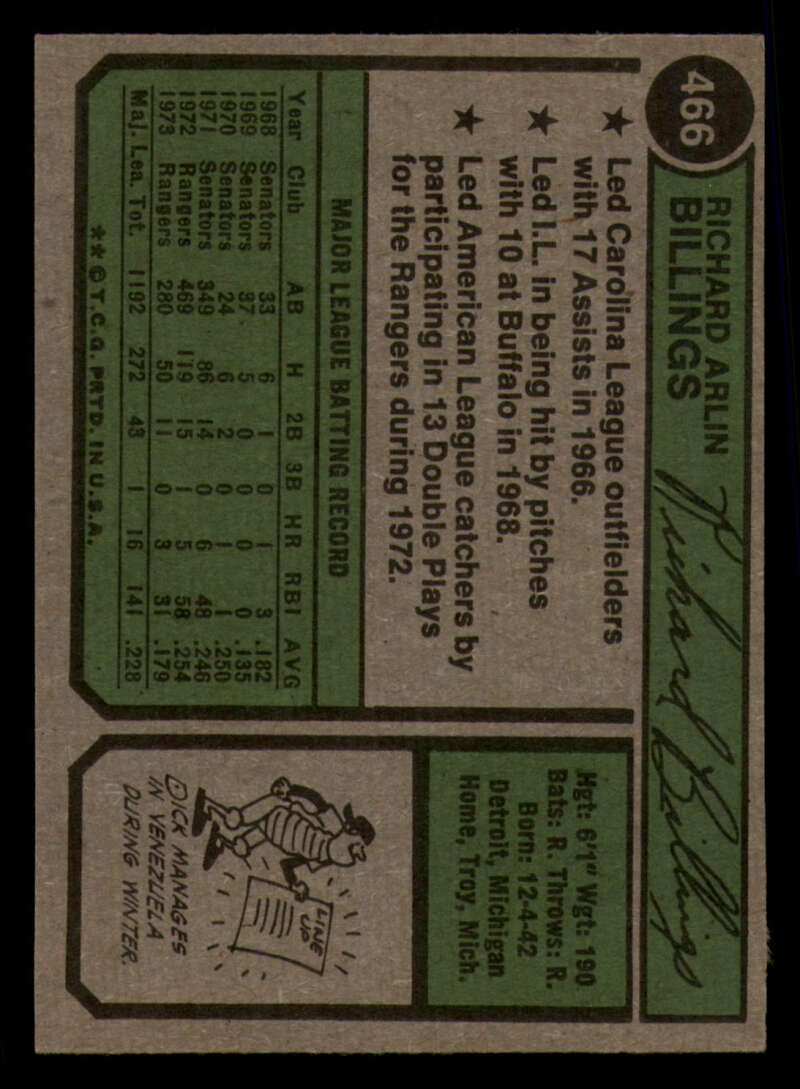 466
RICHARD ARLIN
BILLINGS
Richard Billings
★ Led Carolina League outfielders
with 17 Assists in 1966.
★ Led I.L. in being hit by pitches
with 10 at Buffalo in 1968.
★ Led American League catchers by
participating in 13 Double Plays
for the Rangers during 1972.
MAJOR LEAGUE BATTING RECORD
Year Club AB H 2B 3B HR RBI AVG
1968 Senators 33 6 1 0 1 3 .182
1969 Senators 37 5 0 0 0 0 .135
1970 Senators 24 6 2 0 1 1 .250
1971 Senators 349 86 14 0 6 48 .246
1972 Rangers 469 119 15 1 5 58 .254
1973 Rangers 280 50 11 0 3 31 .179
Maj. Lea. Tot. 1192 272 43 1 16 141 .228
**©T.C.G. PRTD. IN U.S.A.
Hgt: 6'1" Wgt: 190
Bats: R. Throws: R.
Born: 12-4-42
Detroit, Michigan
Home, Troy, Mich.
LINE
UP
DICK MANAGES
IN VENEZUELA
DURING WINTER.